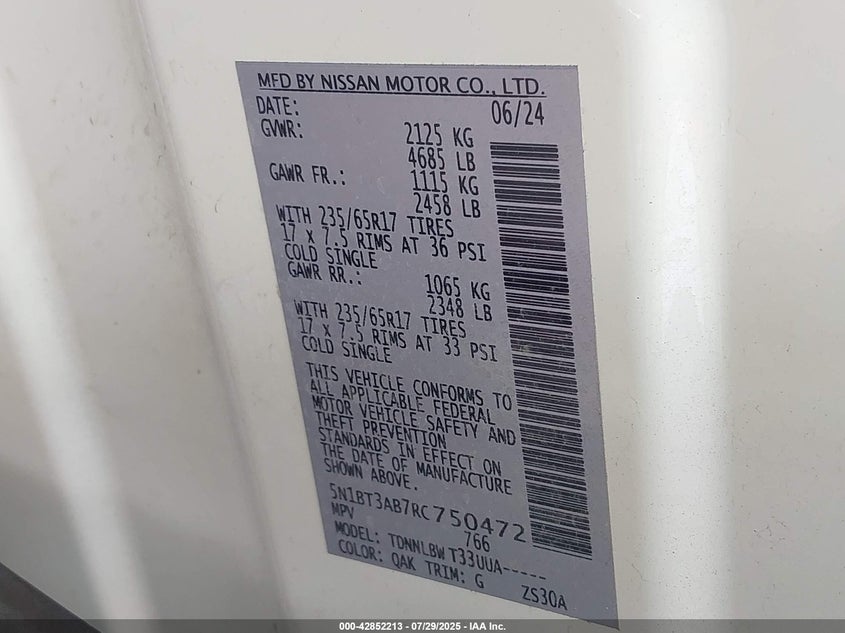 MFD BY NISSAN MOTOR CO., LTD.
DATE: 06/24
GVWR: 2125 KG
4685 LB
GAWR FR.: 1115 KG
2458 LB
WITH 235/65R17 TIRES
17 x 7.5 RIMS AT 36 PSI
COLD SINGLE
GAWR RR.: 1065 KG
2348 LB
WITH 235/65R17 TIRES
17 x 7.5 RIMS AT 33 PSI
COLD SINGLE
THIS VEHICLE CONFORMS TO
ALL APPLICABLE FEDERAL
MOTOR VEHICLE SAFETY AND
THEFT PREVENTION
STANDARDS IN EFFECT ON
THE DATE OF MANUFACTURE
SHOWN ABOVE.
5N1BT3AB7RC750472
MPV 766
MODEL: TDNNLBW T33UUA-----
COLOR: QAK TRIM: G ZS30A
000-42852213 - 07/29/2025 - IAA Inc.